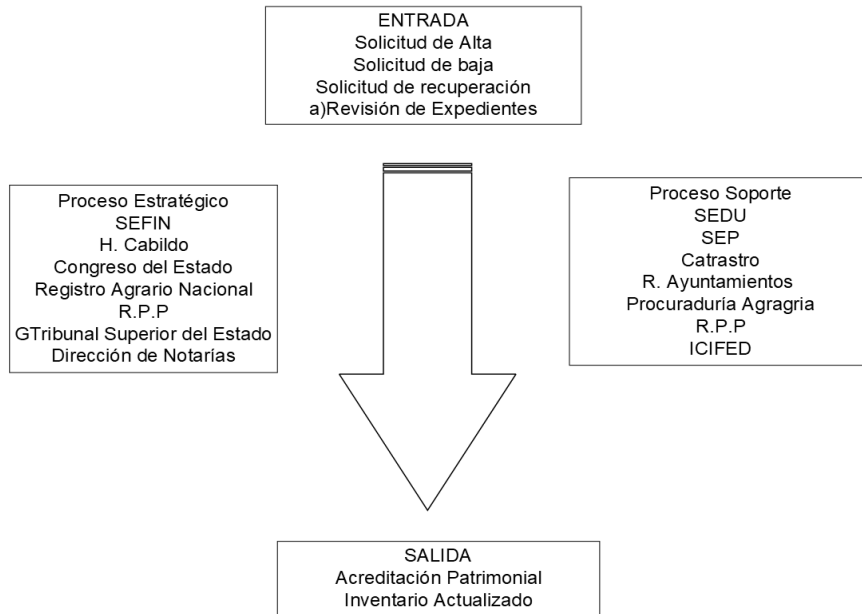 ENTRADA
Solicitud de Alta
Solicitud de baja
Solicitud de recuperación
a)Revisión de Expedientes
Proceso Estratégico
SEFIN
H. Cabildo
Congreso del Estado
Registro Agrario Nacional
R.P.P
GTribunal Superior del Estado
Dirección de Notarías
Proceso Soporte
SEDU
SEP
Catrastro
R. Ayuntamientos
Procuraduría Agragria
R.P.P
ICIFED
SALIDA
Acreditación Patrimonial
Inventario Actualizado